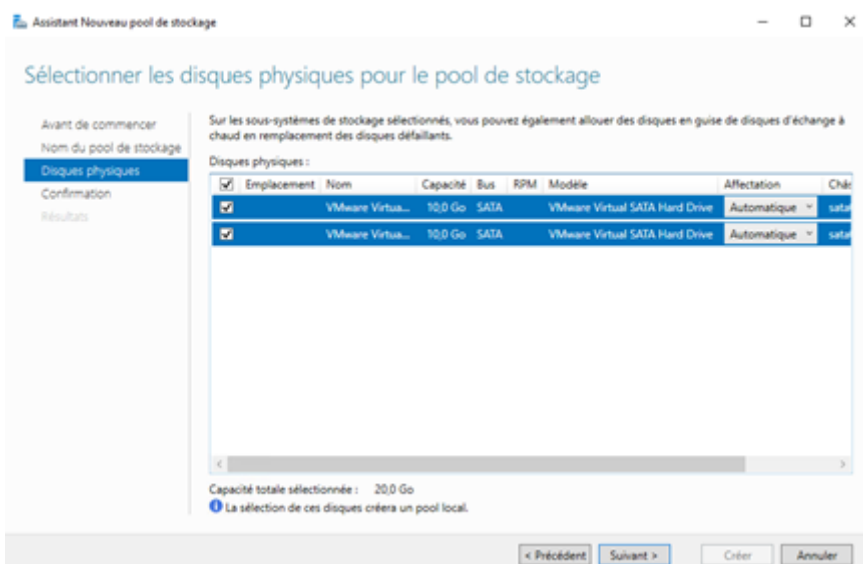 Assistant Nouveau pool de stockage
Sélectionner les disques physiques pour le pool de stockage
Avant de commencer
Nom du pool de stockage
Disques physiques
Confirmation
Résultats
Sur les sous-systèmes de stockage sélectionnés, vous pouvez également allouer des disques en guise de disques d'échange à
chaud en remplacement des disques défaillants.
Disques physiques :
Emplacement Nom Capacité Bus RPM Modèle Affectation Châs
VMware Virtua... 10,0 Go SATA VMware Virtual SATA Hard Drive Automatique sata
VMware Virtua... 10,0 Go SATA VMware Virtual SATA Hard Drive Automatique sata
Capacité totale sélectionnée : 20,0 Go
La sélection de ces disques créera un pool local.
< Précédent Suivant > Créer Annuler